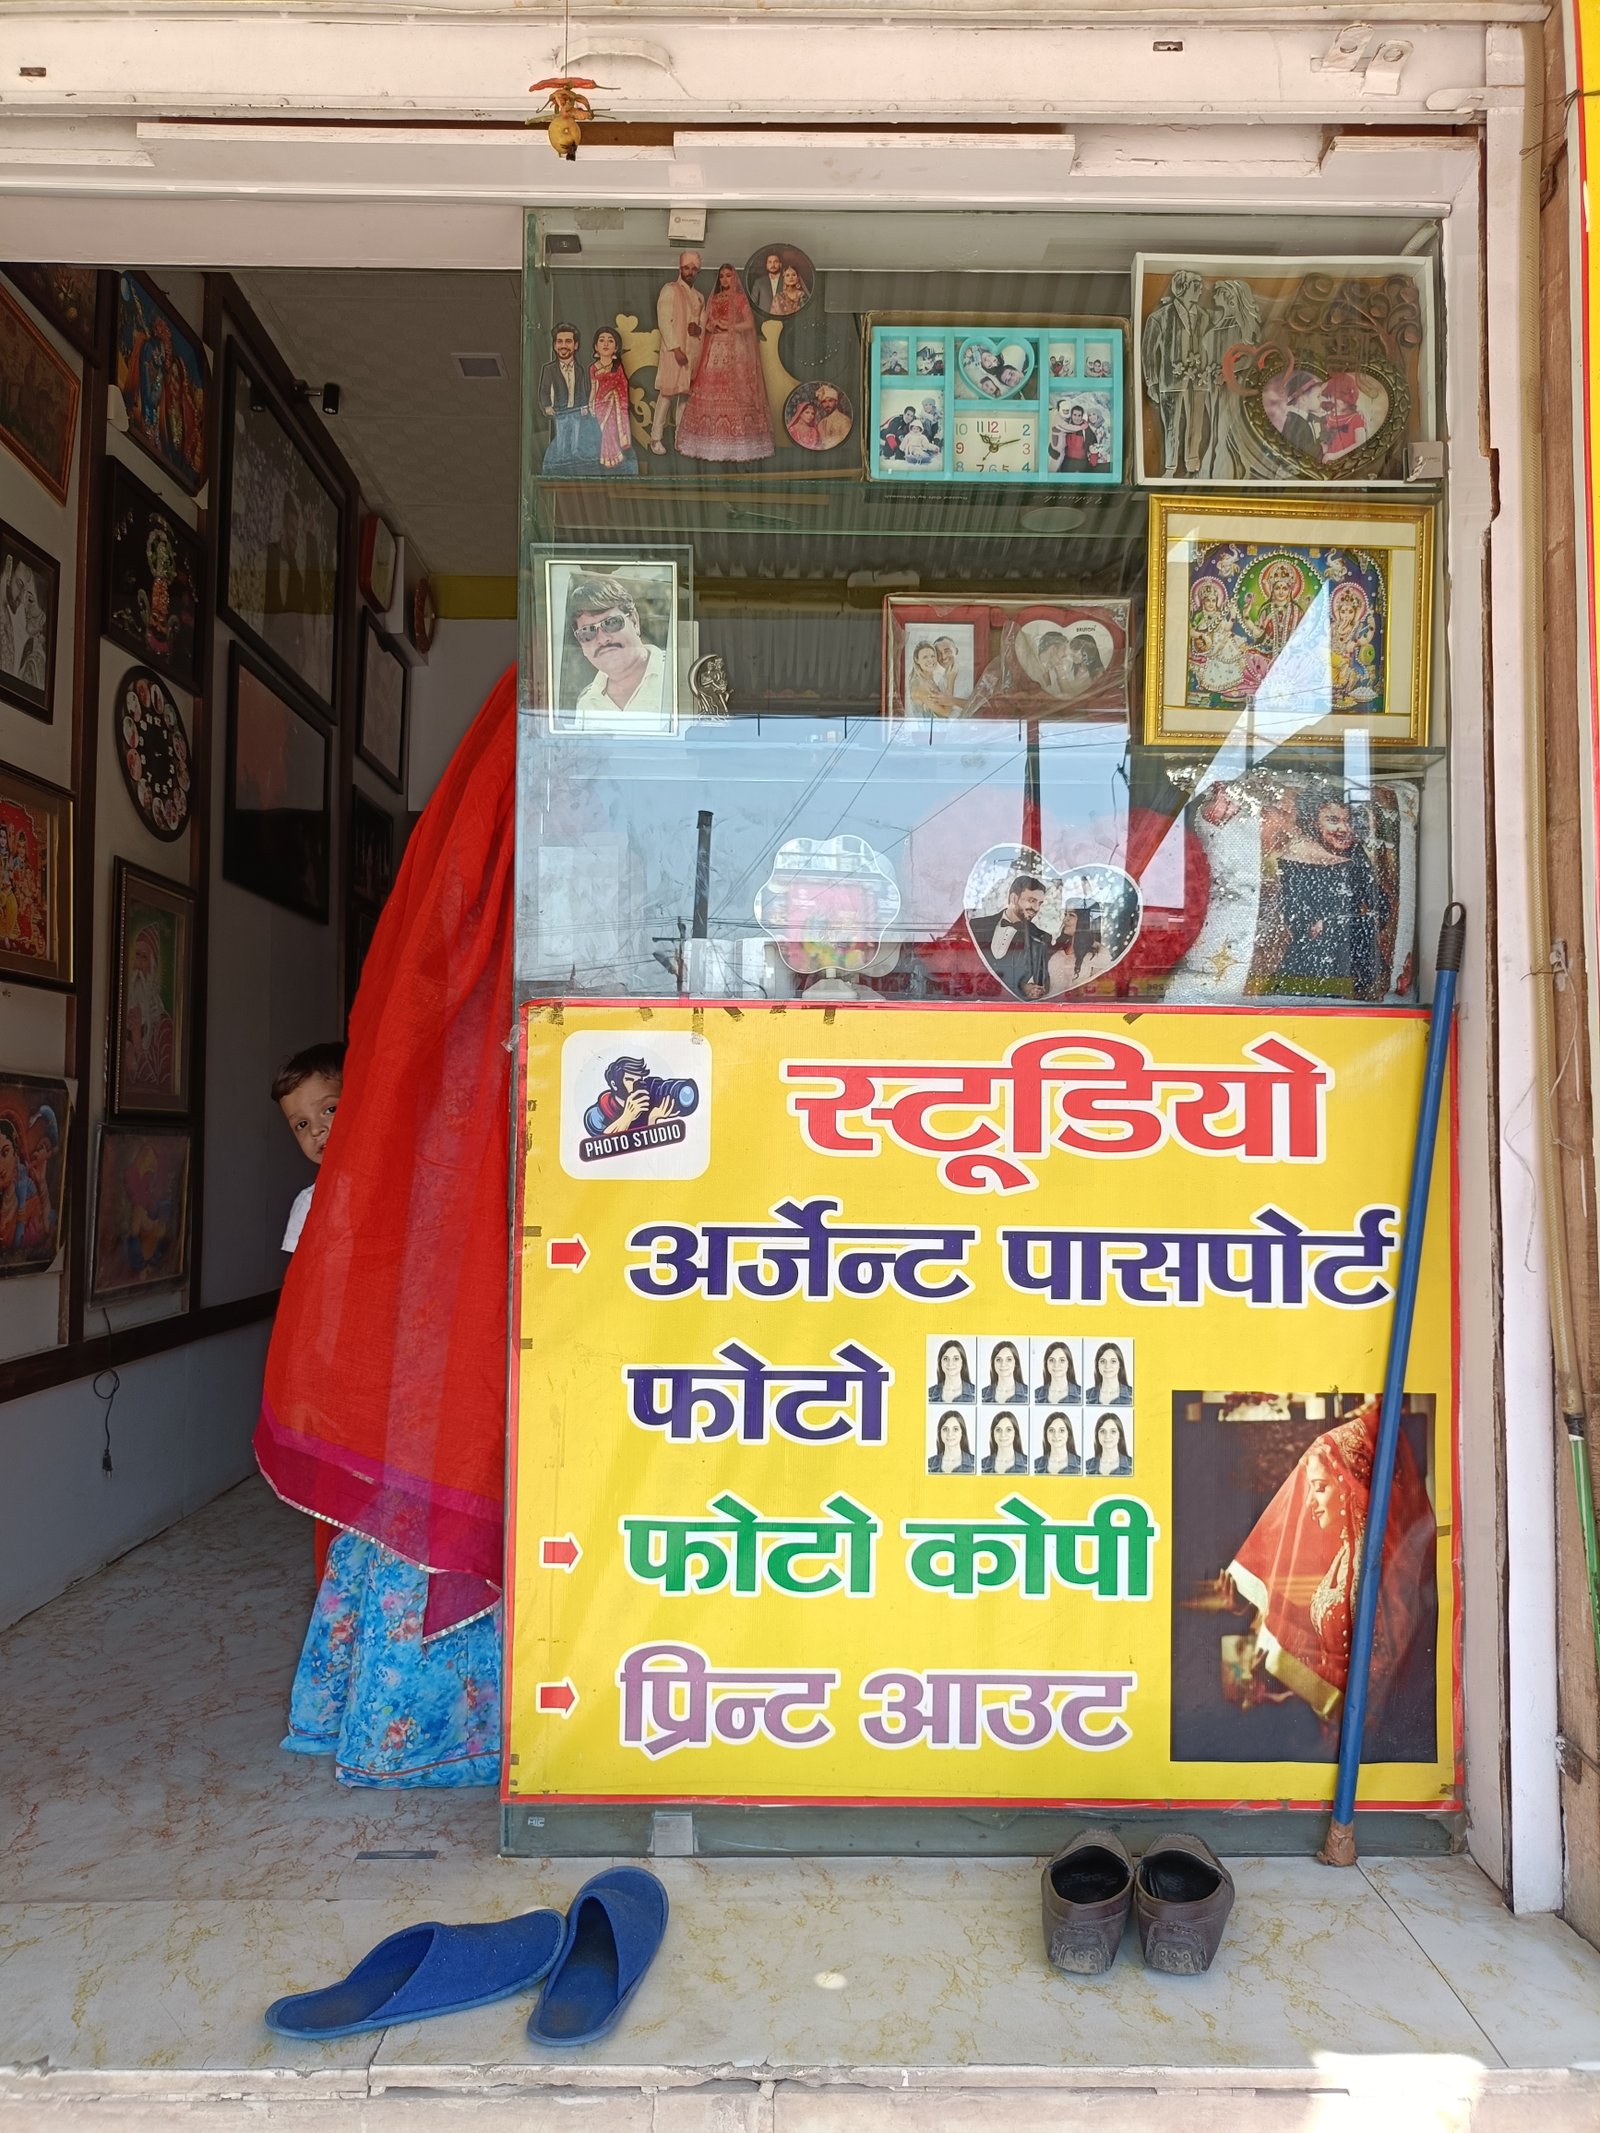 PHOTO STUDIO
स्टूडियो
अर्जेन्ट पासपोर्ट
फोटो
फोटो कोपी
प्रिन्ट आउट